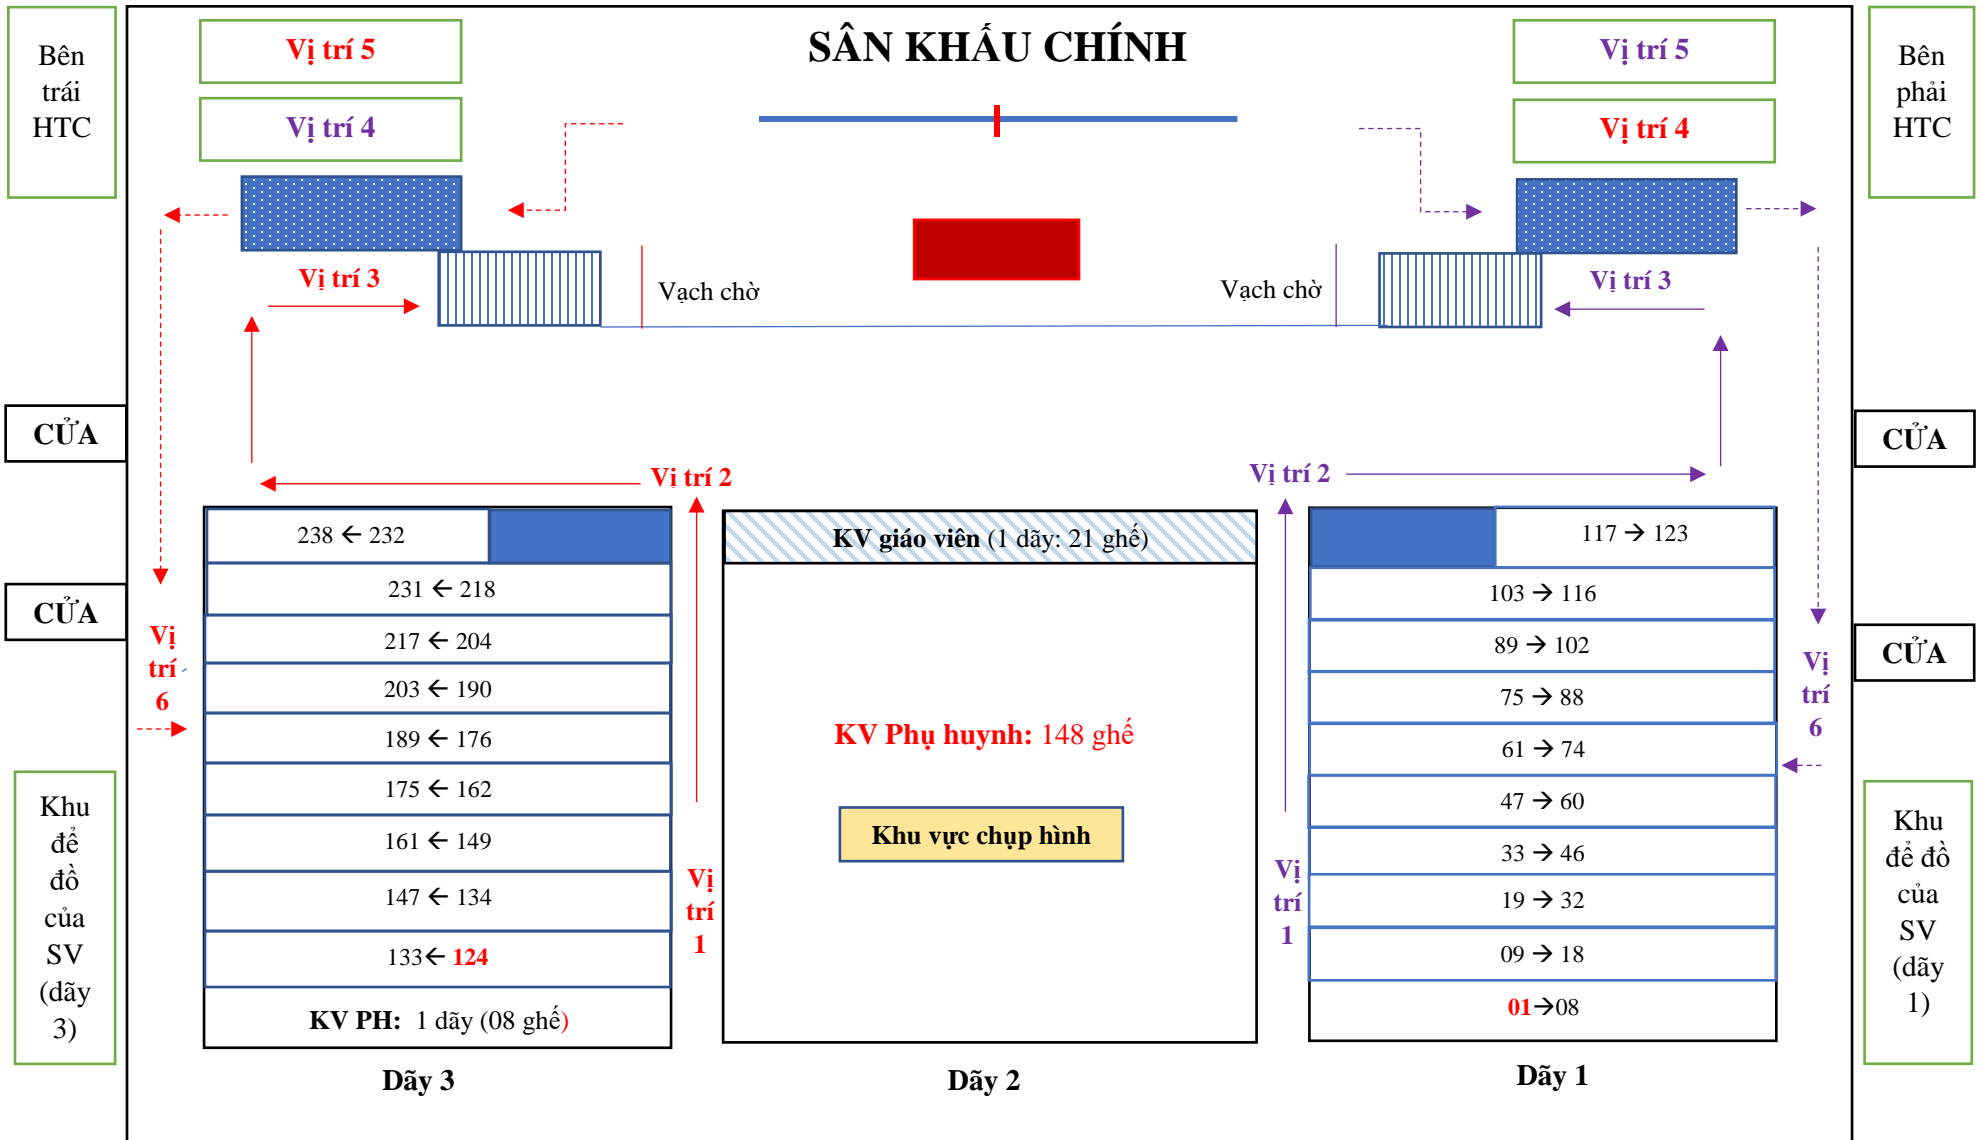 SÂN KHẤU CHÍNH
Bên
trái
HTC
Vị trí 5
Vị trí 4
Vị trí 5
Vị trí 4
Bên
phải
HTC
Vị trí 3
Vạch chờ
Vạch chờ
Vị trí 3
CỬA
CỬA
Vị trí 2
Vị trí 2
CỬA
CỬA
Vị
trí
6
Khu
để
đồ
của
SV
(dãy
3)
238 ← 232
231 ← 218
217 ← 204
203 ← 190
189 ← 176
175 ← 162
161 ← 149
147 ← 134
133← 124
KV PH: 1 dãy (08 ghế)
Dãy 3
Vị
trí
1
KV giáo viên (1 dãy: 21 ghế)
KV Phụ huynh: 148 ghế
Khu vực chụp hình
Dãy 2
Vị
trí
1
117 → 123
103 → 116
89 → 102
75 → 88
61 → 74
47 → 60
33 → 46
19 → 32
09 → 18
01→08
Dãy 1
Vị
trí
6
Khu
để đồ
của
SV
(dãy
1)